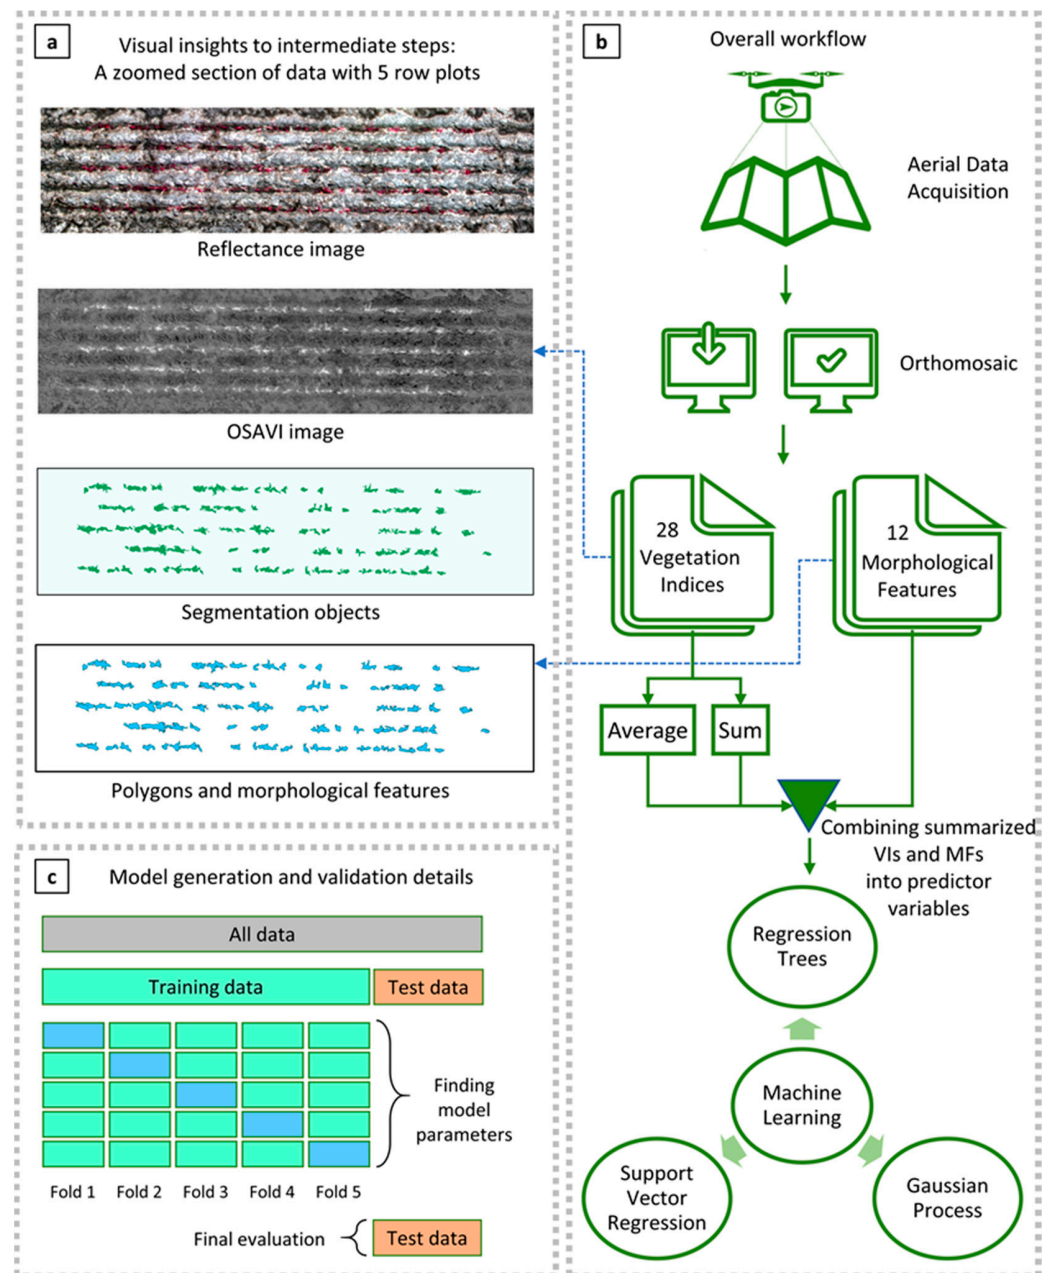 a
Visual insights to intermediate steps:
A zoomed section of data with 5 row plots
Reflectance image
OSAVI image
Segmentation objects
Polygons and morphological features
b
Overall workflow
Aerial Data
Acquisition
Orthomosaic
28
Vegetation
Indices
12
Morphological
Features
Average
Sum
Combining summarized
VIs and MFs
into predictor
variables
Regression
Trees
Machine
Learning
Support
Vector
Regression
Gaussian
Process
c
Model generation and validation details
All data
Training data
Test data
Finding
model
parameters
Fold 1
Fold 2
Fold 3
Fold 4
Fold 5
Final evaluation
Test data